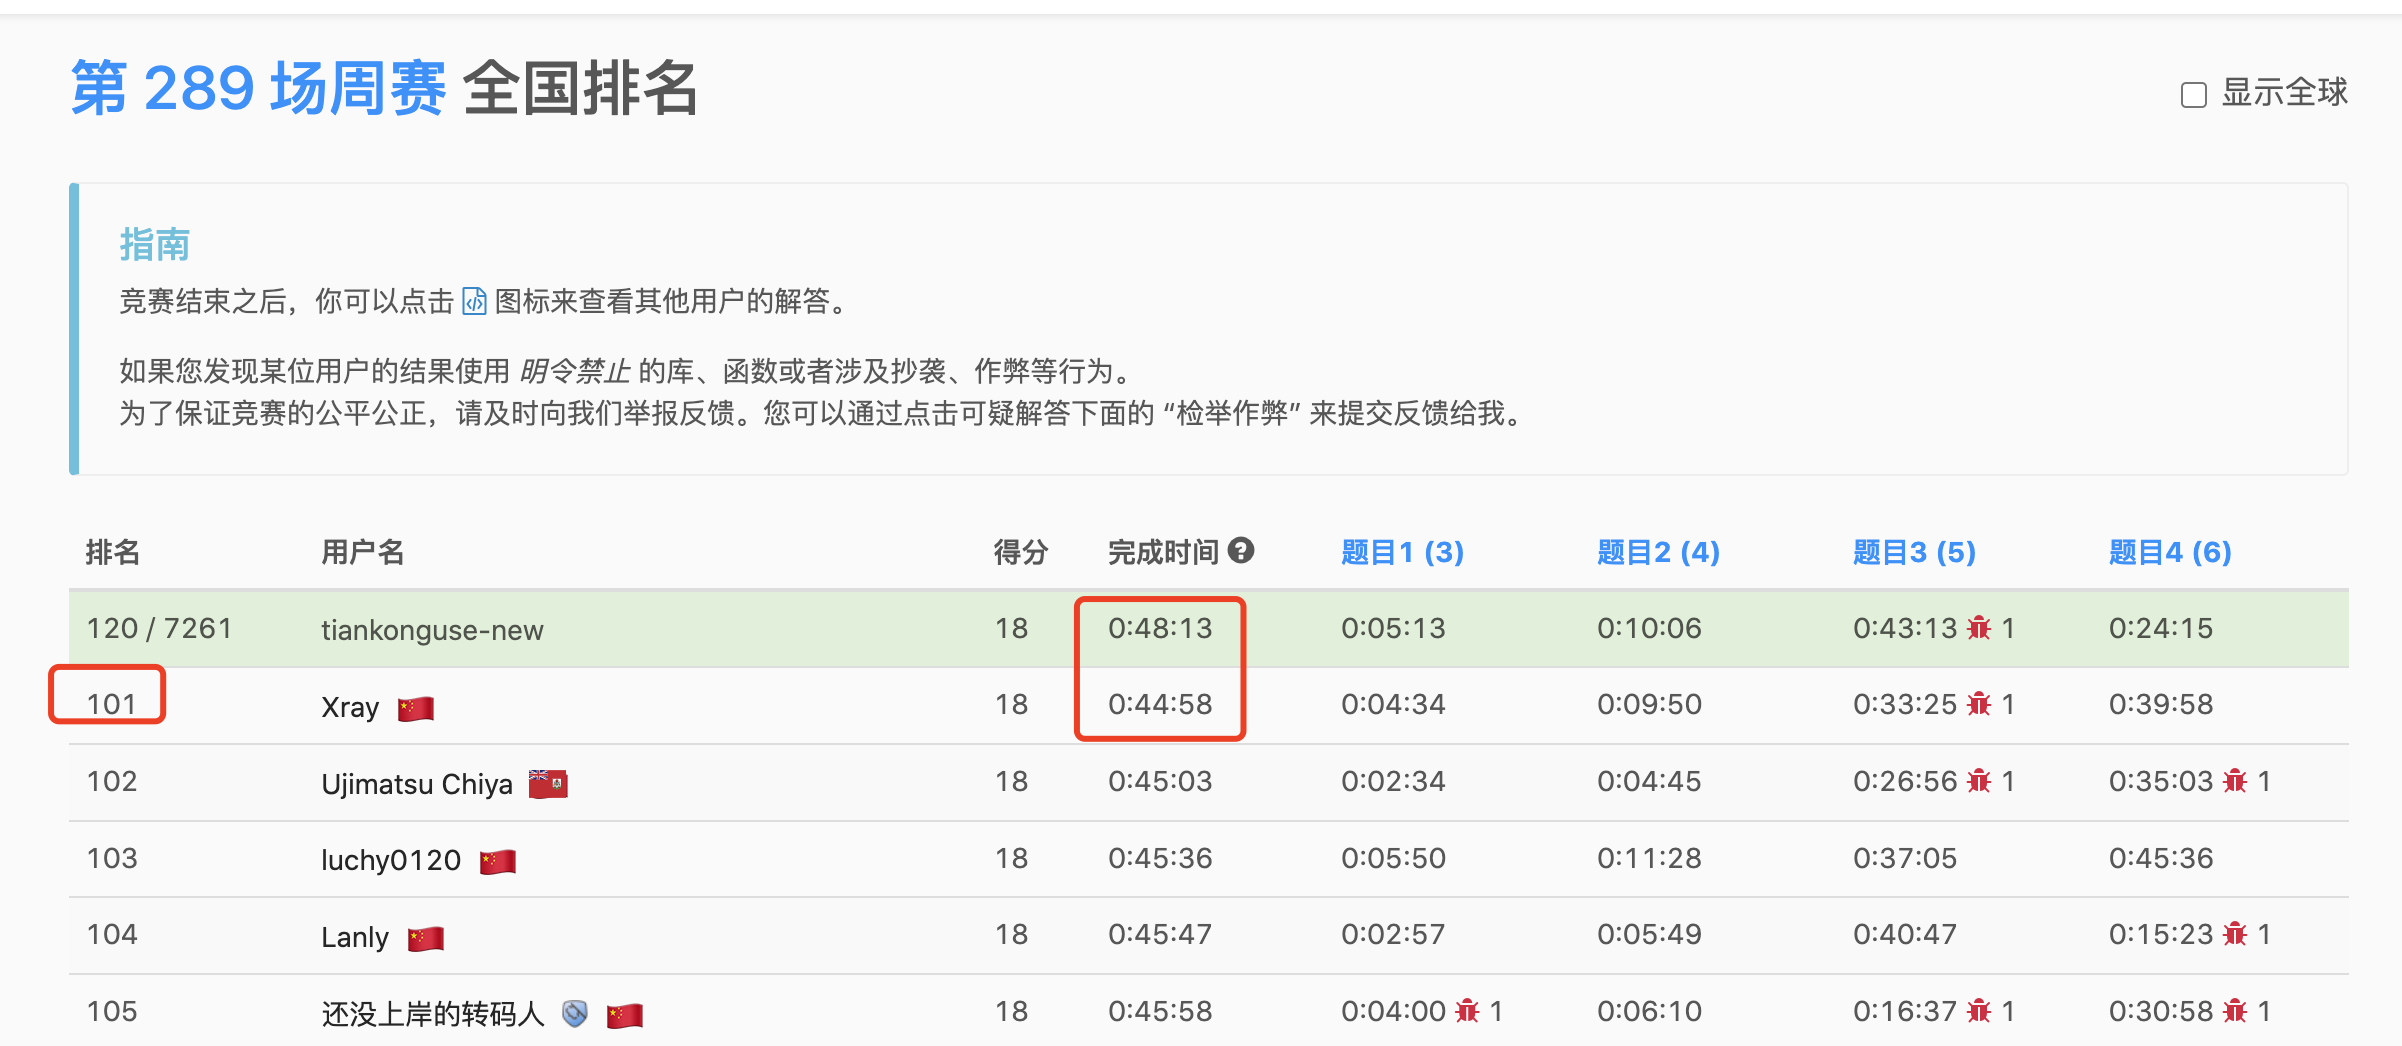 第 289 场周赛 全国排名
显示全球
指南
竞赛结束之后，你可以点击 图标来查看其他用户的解答。
如果您发现某位用户的结果使用 明令禁止 的库、函数或者涉及抄袭、作弊等行为。
为了保证竞赛的公平公正，请及时向我们举报反馈。您可以通过点击可疑解答下面的 “检举作弊” 来提交反馈给我。
排名 用户名 得分 完成时间 题目1 (3) 题目2 (4) 题目3 (5) 题目4 (6)
120 / 7261 tiankonguse-new 18 0:48:13 0:05:13 0:10:06 0:43:13 1 0:24:15
101 Xray 18 0:44:58 0:04:34 0:09:50 0:33:25 1 0:39:58
102 Ujimatsu Chiya 18 0:45:03 0:02:34 0:04:45 0:26:56 1 0:35:03 1
103 luchy0120 18 0:45:36 0:05:50 0:11:28 0:37:05 0:45:36
104 Lanly 18 0:45:47 0:02:57 0:05:49 0:40:47 0:15:23 1
105 还没上岸的转码人 18 0:45:58 0:04:00 1 0:06:10 0:16:37 1 0:30:58 1